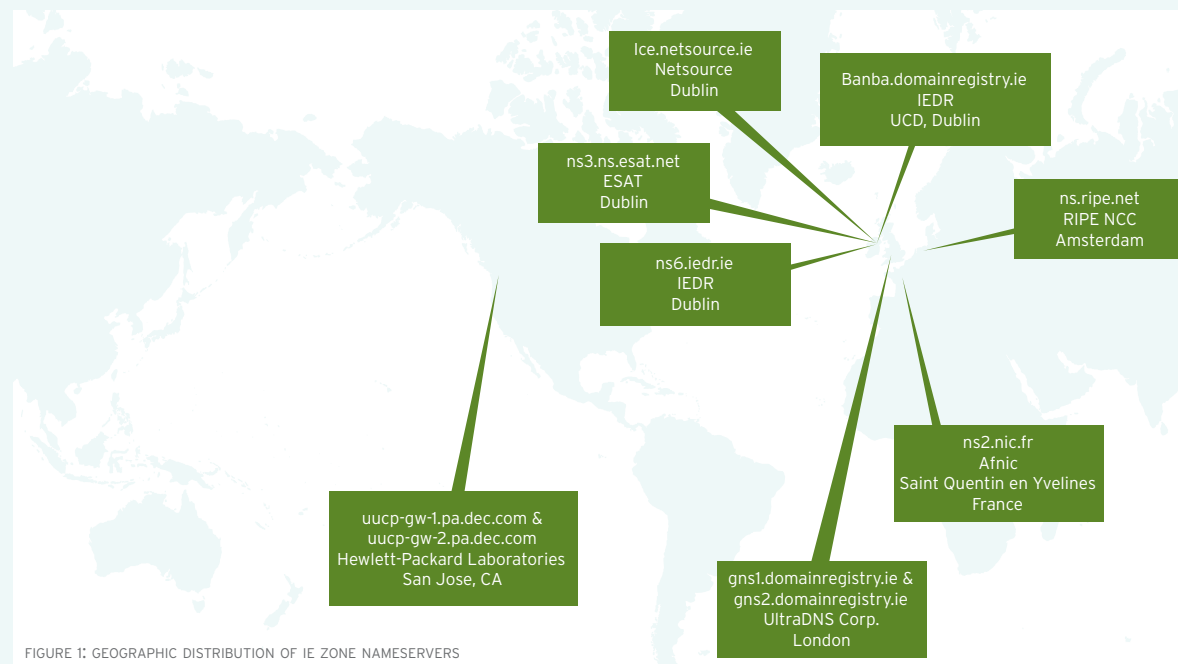 Ice.netsource.ie
Netsource
Dublin
Banba.domainregistry.ie
IEDR
UCD, Dublin
ns3.ns.esat.net
ESAT
Dublin
ns.ripe.net
RIPE NCC
Amsterdam
ns6.iedr.ie
IEDR
Dublin
ns2.nic.fr
Afnic
Saint Quentin en Yvelines
France
uucp-gw-1.pa.dec.com &
uucp-gw-2.pa.dec.com
Hewlett-Packard Laboratories
San Jose, CA
gns1.domainregistry.ie &
gns2.domainregistry.ie
UltraDNS Corp.
London
FIGURE 1: GEOGRAPHIC DISTRIBUTION OF IE ZONE NAMESERVERS